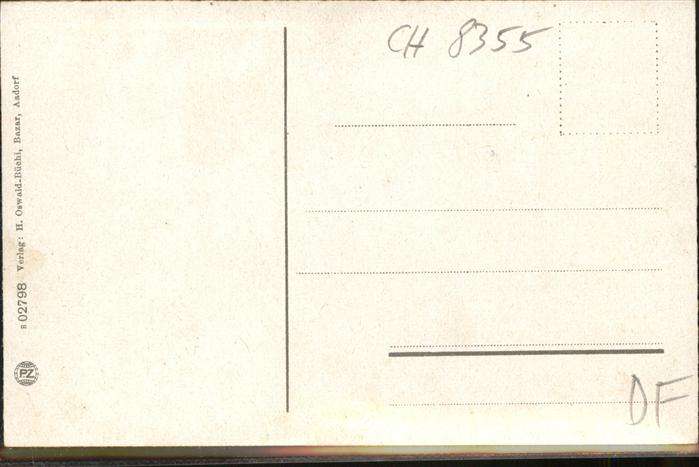 CH 8355
B 02798 Verlag: H. Oswald-Büchi, Bazar, Aadorf
PZ
DF